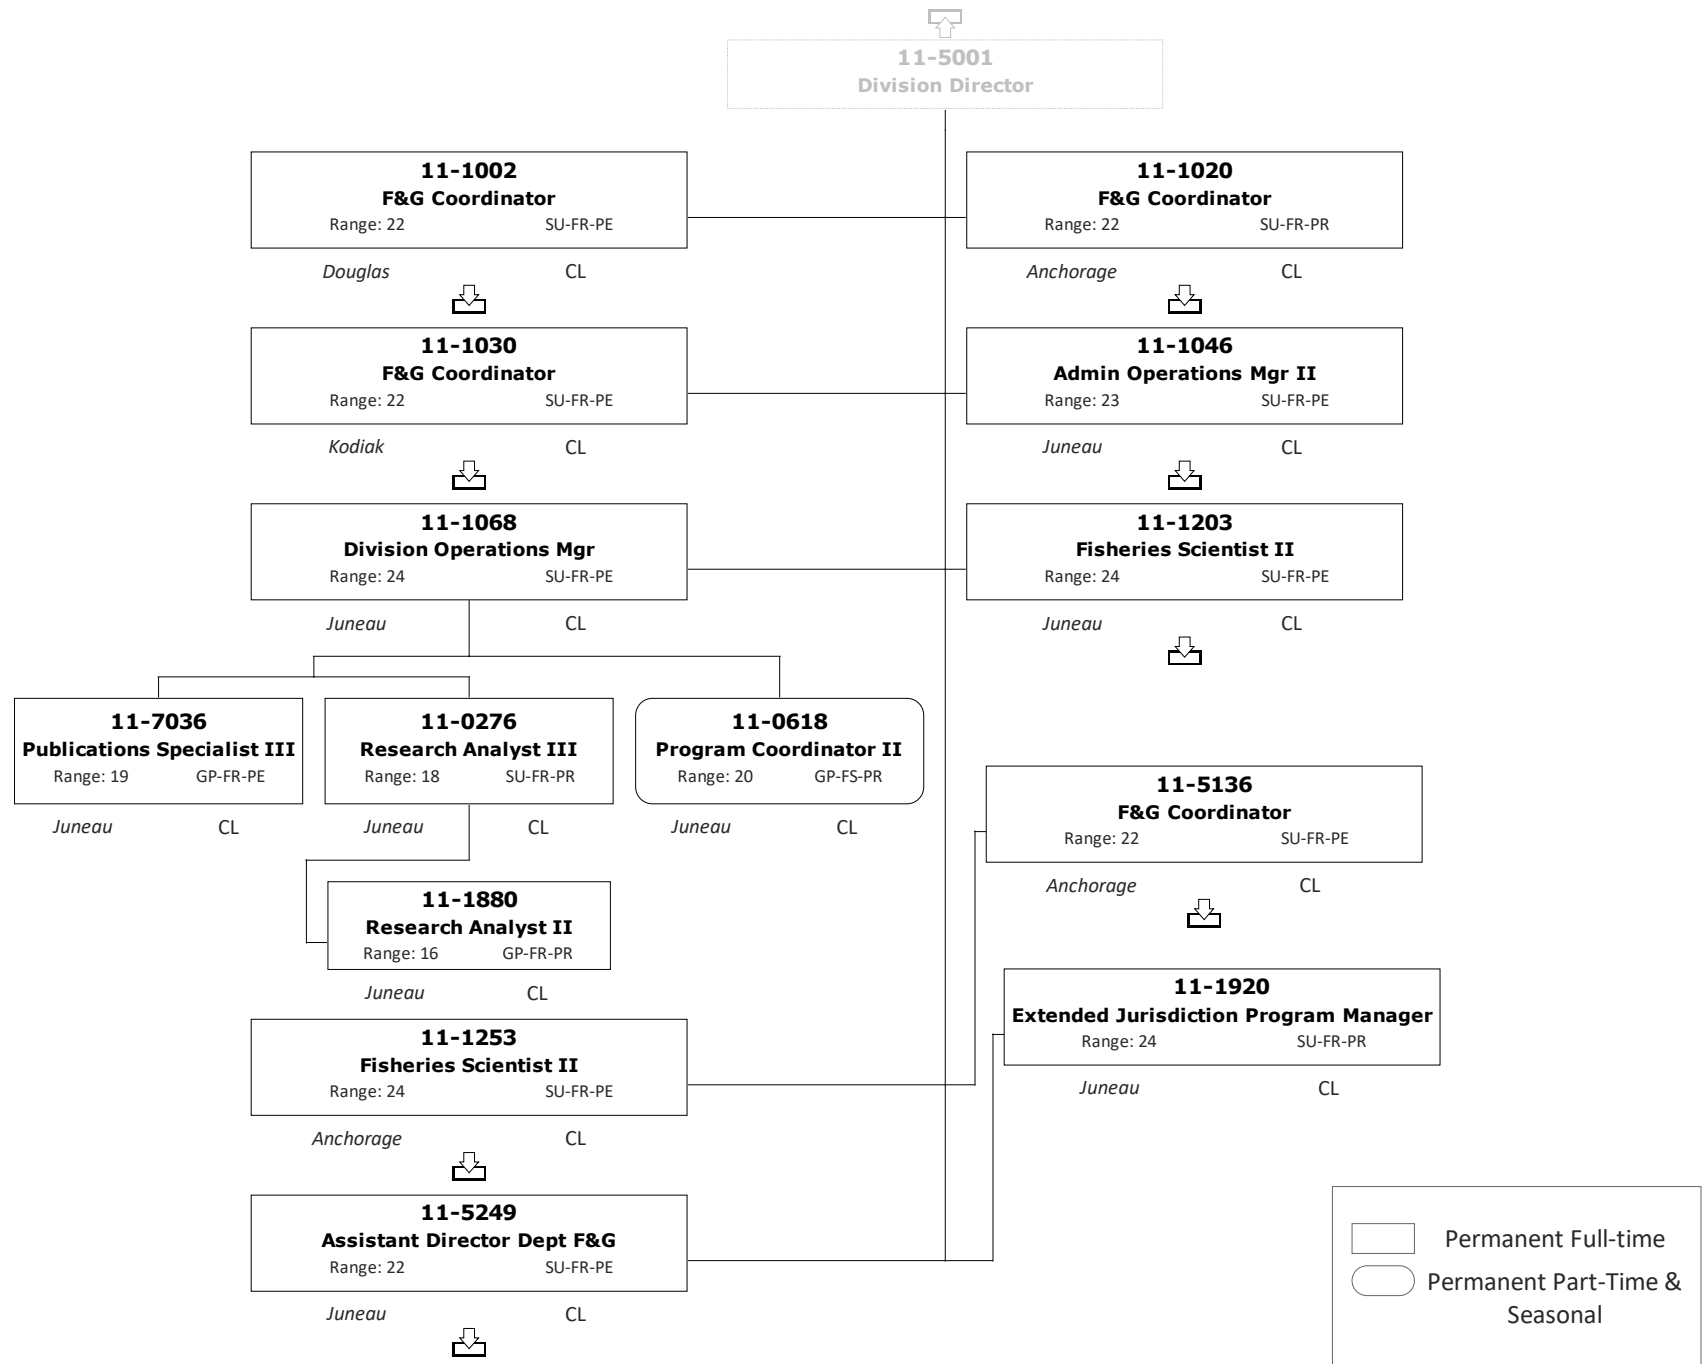 11-5001
Division Director
11-1002
F&G Coordinator
Range: 22 SU-FR-PE
Douglas CL
11-1020
F&G Coordinator
Range: 22 SU-FR-PR
Anchorage CL
11-1030
F&G Coordinator
Range: 22 SU-FR-PE
Kodiak CL
11-1046
Admin Operations Mgr II
Range: 23 SU-FR-PE
Juneau CL
11-1068
Division Operations Mgr
Range: 24 SU-FR-PE
Juneau CL
11-1203
Fisheries Scientist II
Range: 24 SU-FR-PE
Juneau CL
11-7036
Publications Specialist III
Range: 19 GP-FR-PE
Juneau CL
11-0276
Research Analyst III
Range: 18 SU-FR-PR
Juneau CL
11-0618
Program Coordinator II
Range: 20 GP-FS-PR
Juneau CL
11-5136
F&G Coordinator
Range: 22 SU-FR-PE
Anchorage CL
11-1880
Research Analyst II
Range: 16 GP-FR-PR
Juneau CL
11-1920
Extended Jurisdiction Program Manager
Range: 24 SU-FR-PR
Juneau CL
11-1253
Fisheries Scientist II
Range: 24 SU-FR-PE
Anchorage CL
11-5249
Assistant Director Dept F&G
Range: 22 SU-FR-PE
Juneau CL
Permanent Full-time
Permanent Part-Time &
Seasonal